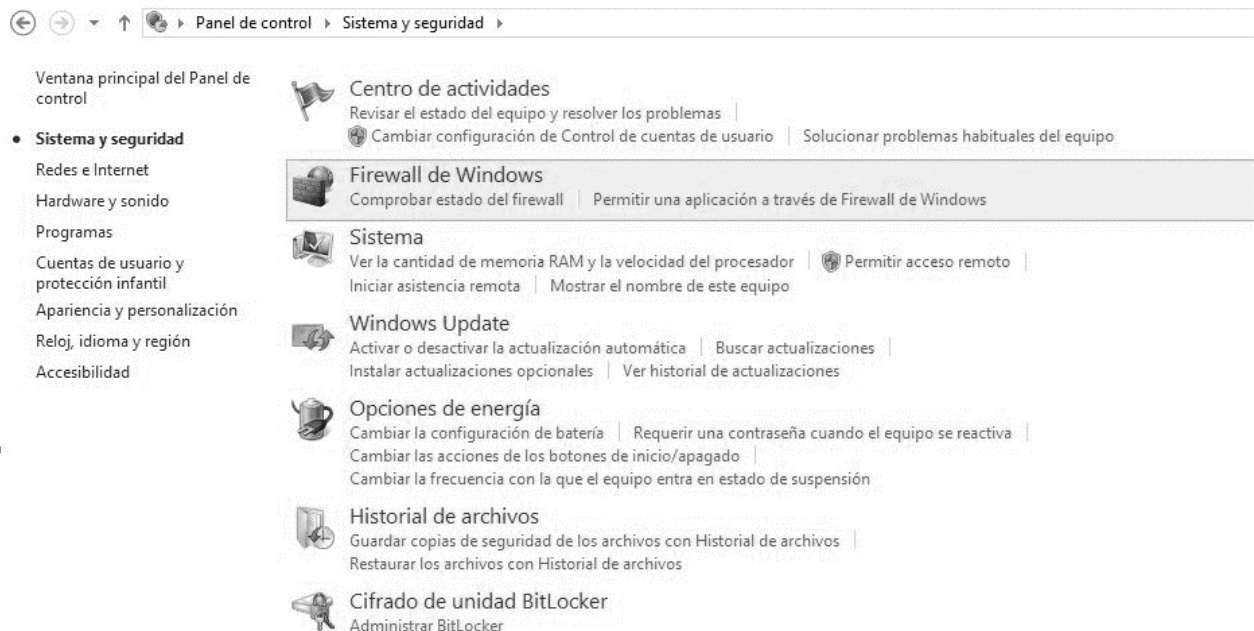 Panel de control Sistema y seguridad
Ventana principal del Panel de
control
Sistema y seguridad
Redes e Internet
Hardware y sonido
Programas
Cuentas de usuario y
protección infantil
Apariencia y personalización
Reloj, idioma y región
Accesibilidad
Centro de actividades
Revisar el estado del equipo y resolver los problemas
Cambiar configuración de Control de cuentas de usuario Solucionar problemas habituales del equipo
Firewall de Windows
Comprobar estado del firewall Permitir una aplicación a través de Firewall de Windows
Sistema
Ver la cantidad de memoria RAM y la velocidad del procesador Permitir acceso remoto
Iniciar asistencia remota Mostrar el nombre de este equipo
Windows Update
Activar o desactivar la actualización automática Buscar actualizaciones
Instalar actualizaciones opcionales Ver historial de actualizaciones
Opciones de energía
Cambiar la configuración de batería Requerir una contraseña cuando el equipo se reactiva
Cambiar las acciones de los botones de inicio/apagado
Cambiar la frecuencia con la que el equipo entra en estado de suspensión
Historial de archivos
Guardar copias de seguridad de los archivos con Historial de archivos
Restaurar los archivos con Historial de archivos
Cifrado de unidad BitLocker
Administrar BitLocker